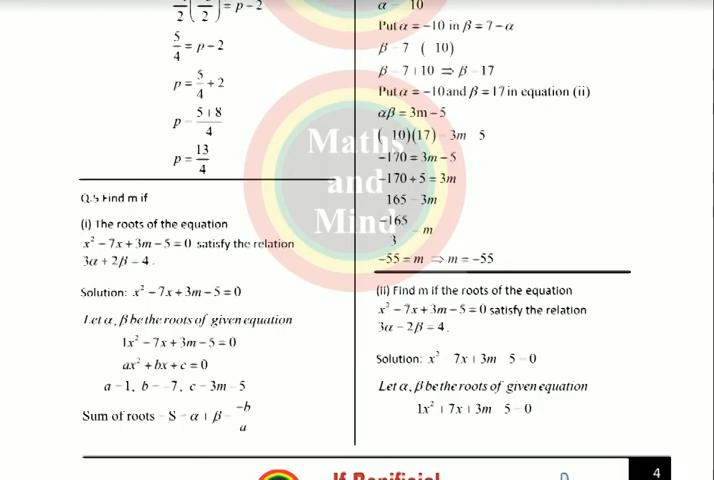 5/4 = p − 2
p = 5/4 + 2
p = 5+8/4
p = 13/4
Q.5 Find m if
(i) The roots of the equation
x² − 7x + 3m − 5 = 0 satisfy the relation
3α + 2β = 4.
Solution: x² − 7x + 3m − 5 = 0
Let α, β be the roots of given equation
1x² − 7x + 3m − 5 = 0
ax² + bx + c = 0
a = 1, b = −7, c = 3m − 5
Sum of roots = S = α + β = −b/a
α = 10
Put α = −10 in β = 7 − α
β = 7 ( 10)
β = 7 + 10 ⇒ β = 17
Put α = −10 and β = 17 in equation (ii)
αβ = 3m − 5
( 10)(17) = 3m 5
−170 = 3m − 5
−170 + 5 = 3m
165 = 3m
−165/3 = m
−55 = m ⇒ m = −55
(ii) Find m if the roots of the equation
x² − 7x + 3m − 5 = 0 satisfy the relation
3α − 2β = 4.
Solution: x² 7x + 3m 5 = 0
Let α, β be the roots of given equation
1x² + 7x + 3m 5 = 0
Maths
and
Mind
4